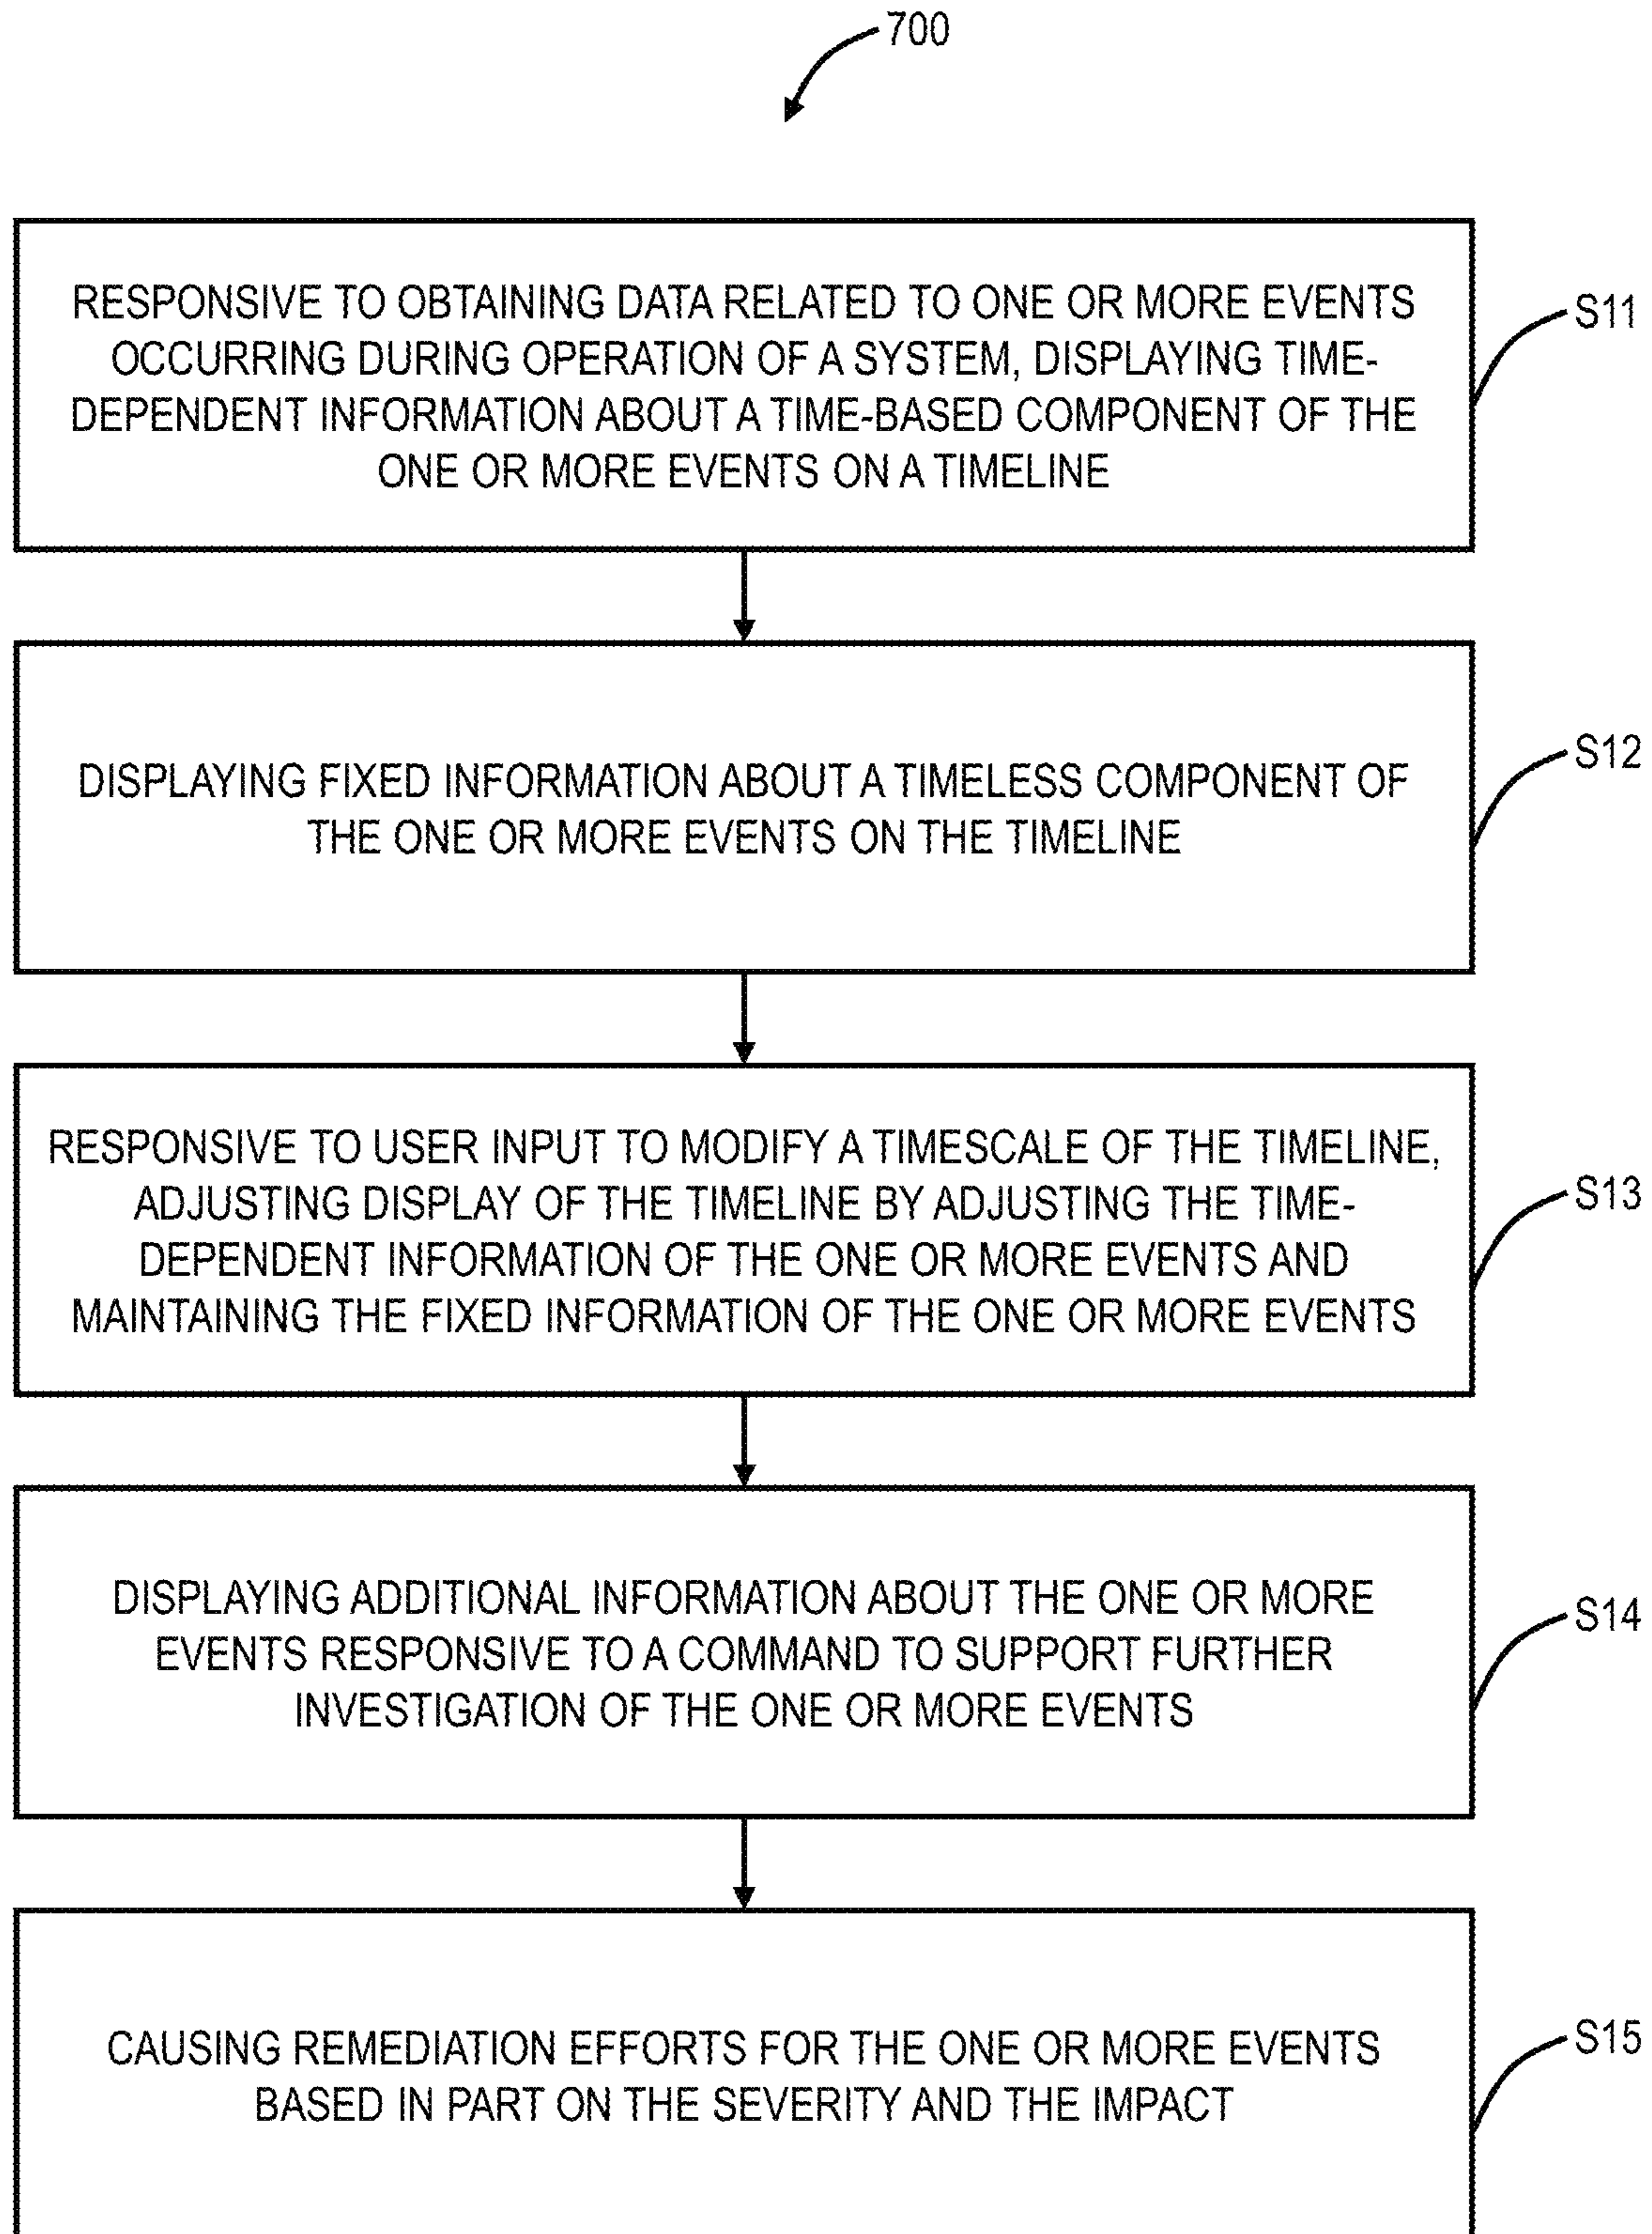 700
RESPONSIVE TO OBTAINING DATA RELATED TO ONE OR MORE EVENTS
OCCURRING DURING OPERATION OF A SYSTEM, DISPLAYING TIME-
DEPENDENT INFORMATION ABOUT A TIME-BASED COMPONENT OF THE
ONE OR MORE EVENTS ON A TIMELINE
S11
DISPLAYING FIXED INFORMATION ABOUT A TIMELESS COMPONENT OF
THE ONE OR MORE EVENTS ON THE TIMELINE
S12
RESPONSIVE TO USER INPUT TO MODIFY A TIMESCALE OF THE TIMELINE,
ADJUSTING DISPLAY OF THE TIMELINE BY ADJUSTING THE TIME-
DEPENDENT INFORMATION OF THE ONE OR MORE EVENTS AND
MAINTAINING THE FIXED INFORMATION OF THE ONE OR MORE EVENTS
S13
DISPLAYING ADDITIONAL INFORMATION ABOUT THE ONE OR MORE
EVENTS RESPONSIVE TO A COMMAND TO SUPPORT FURTHER
INVESTIGATION OF THE ONE OR MORE EVENTS
S14
CAUSING REMEDIATION EFFORTS FOR THE ONE OR MORE EVENTS
BASED IN PART ON THE SEVERITY AND THE IMPACT
S15